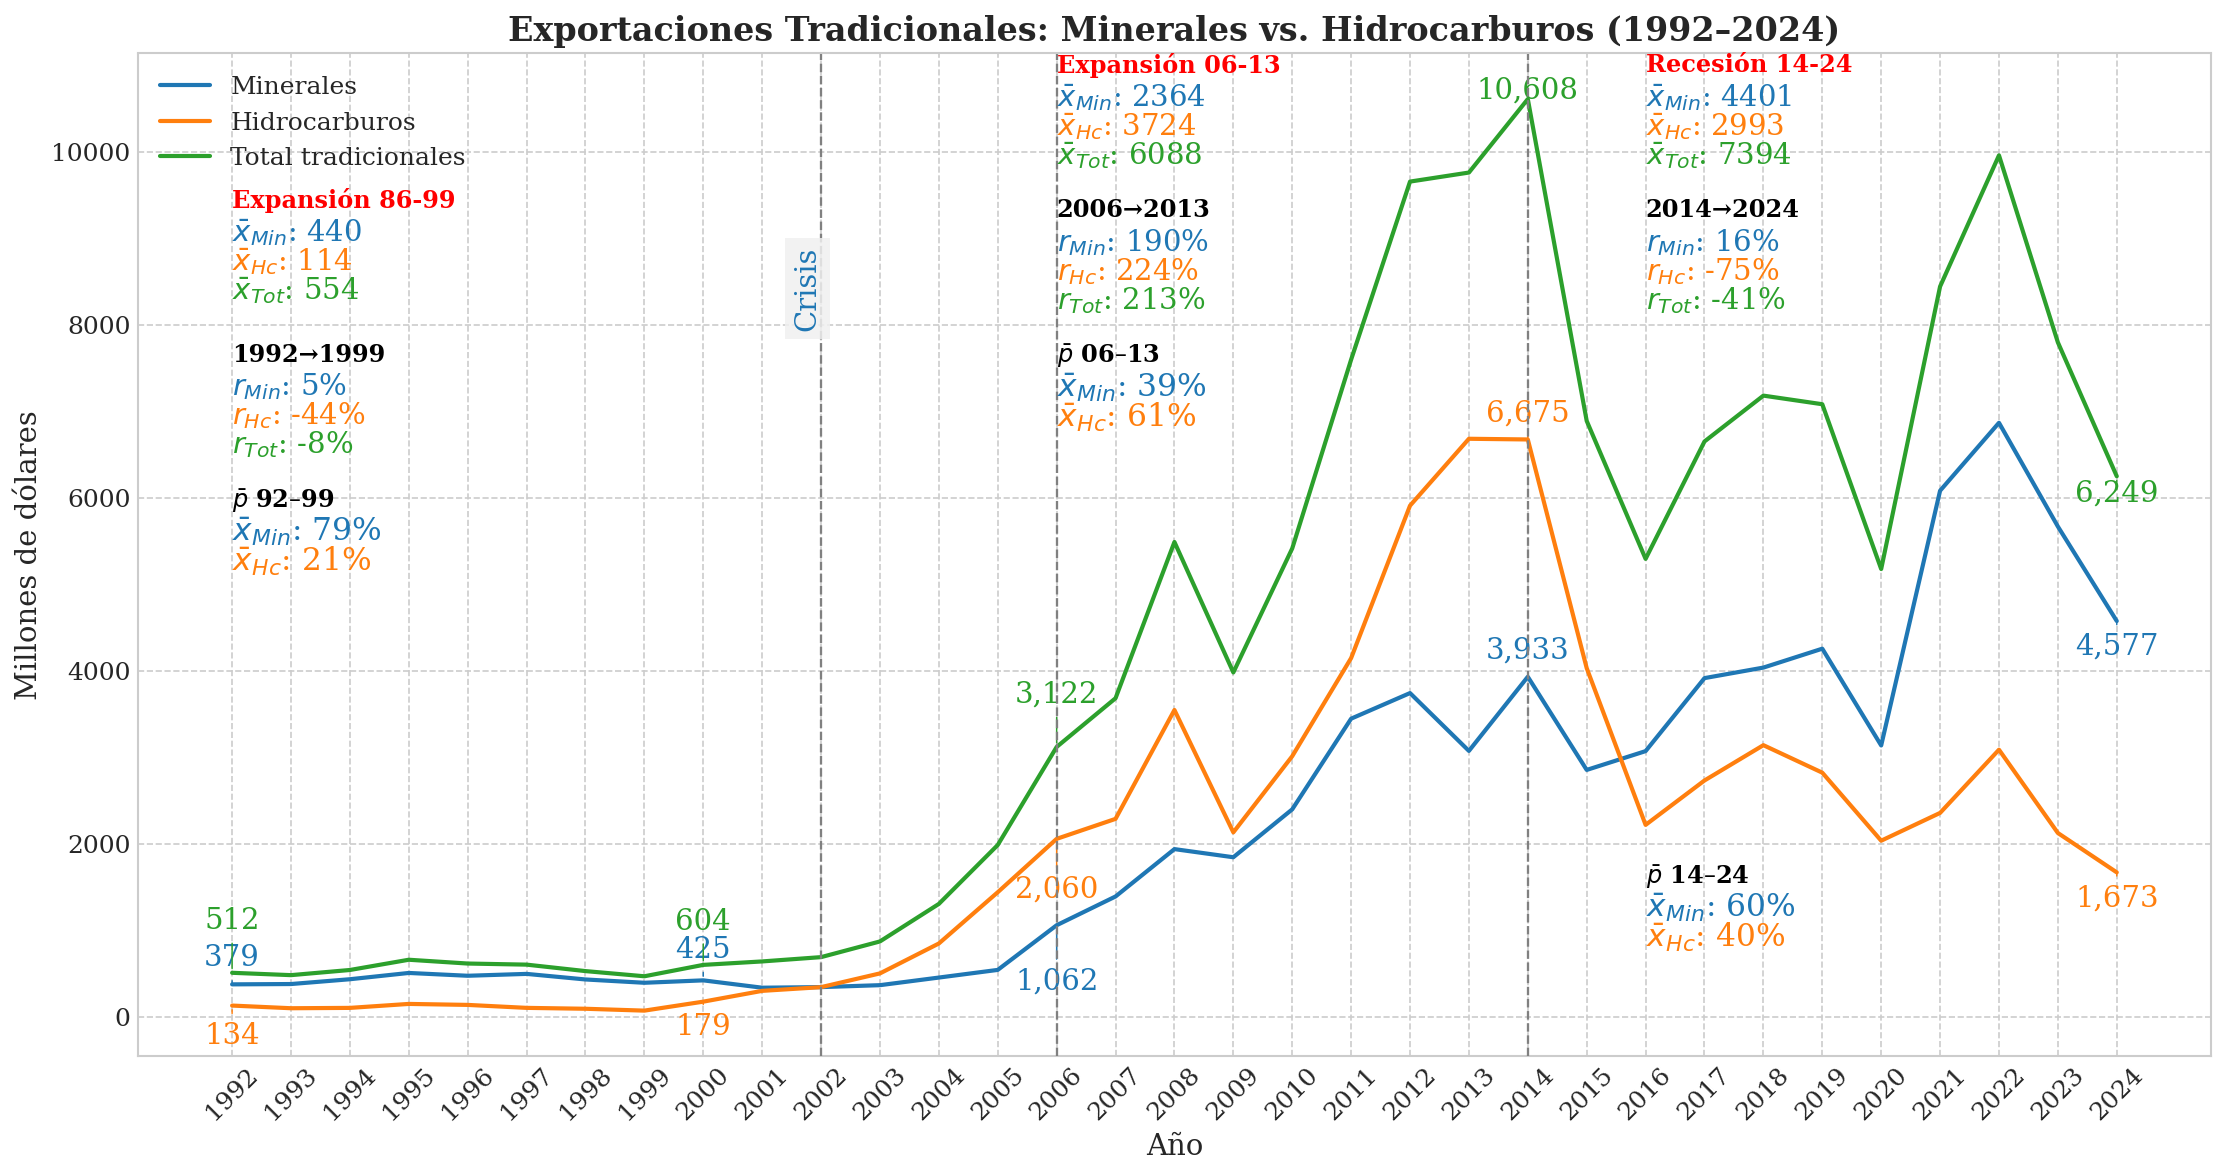 Exportaciones Tradicionales: Minerales vs. Hidrocarburos (1992–2024)
Minerales
Hidrocarburos
Total tradicionales
Expansión 86-99
x̄Min: 440
x̄Hc: 114
x̄Tot: 554
1992→1999
rMin: 5%
rHc: -44%
rTot: -8%
p̄ 92–99
x̄Min: 79%
x̄Hc: 21%
Crisis
Expansión 06-13
x̄Min: 2364
x̄Hc: 3724
x̄Tot: 6088
2006→2013
rMin: 190%
rHc: 224%
rTot: 213%
p̄ 06–13
x̄Min: 39%
x̄Hc: 61%
Recesión 14-24
x̄Min: 4401
x̄Hc: 2993
x̄Tot: 7394
2014→2024
rMin: 16%
rHc: -75%
rTot: -41%
p̄ 14–24
x̄Min: 60%
x̄Hc: 40%
512
379
134
604
425
179
3,122
2,060
1,062
10,608
6,675
3,933
6,249
4,577
1,673
Millones de dólares
10000
8000
6000
4000
2000
0
1992
1993
1994
1995
1996
1997
1998
1999
2000
2001
2002
2003
2004
2005
2006
2007
2008
2009
2010
2011
2012
2013
2014
2015
2016
2017
2018
2019
2020
2021
2022
2023
2024
Año